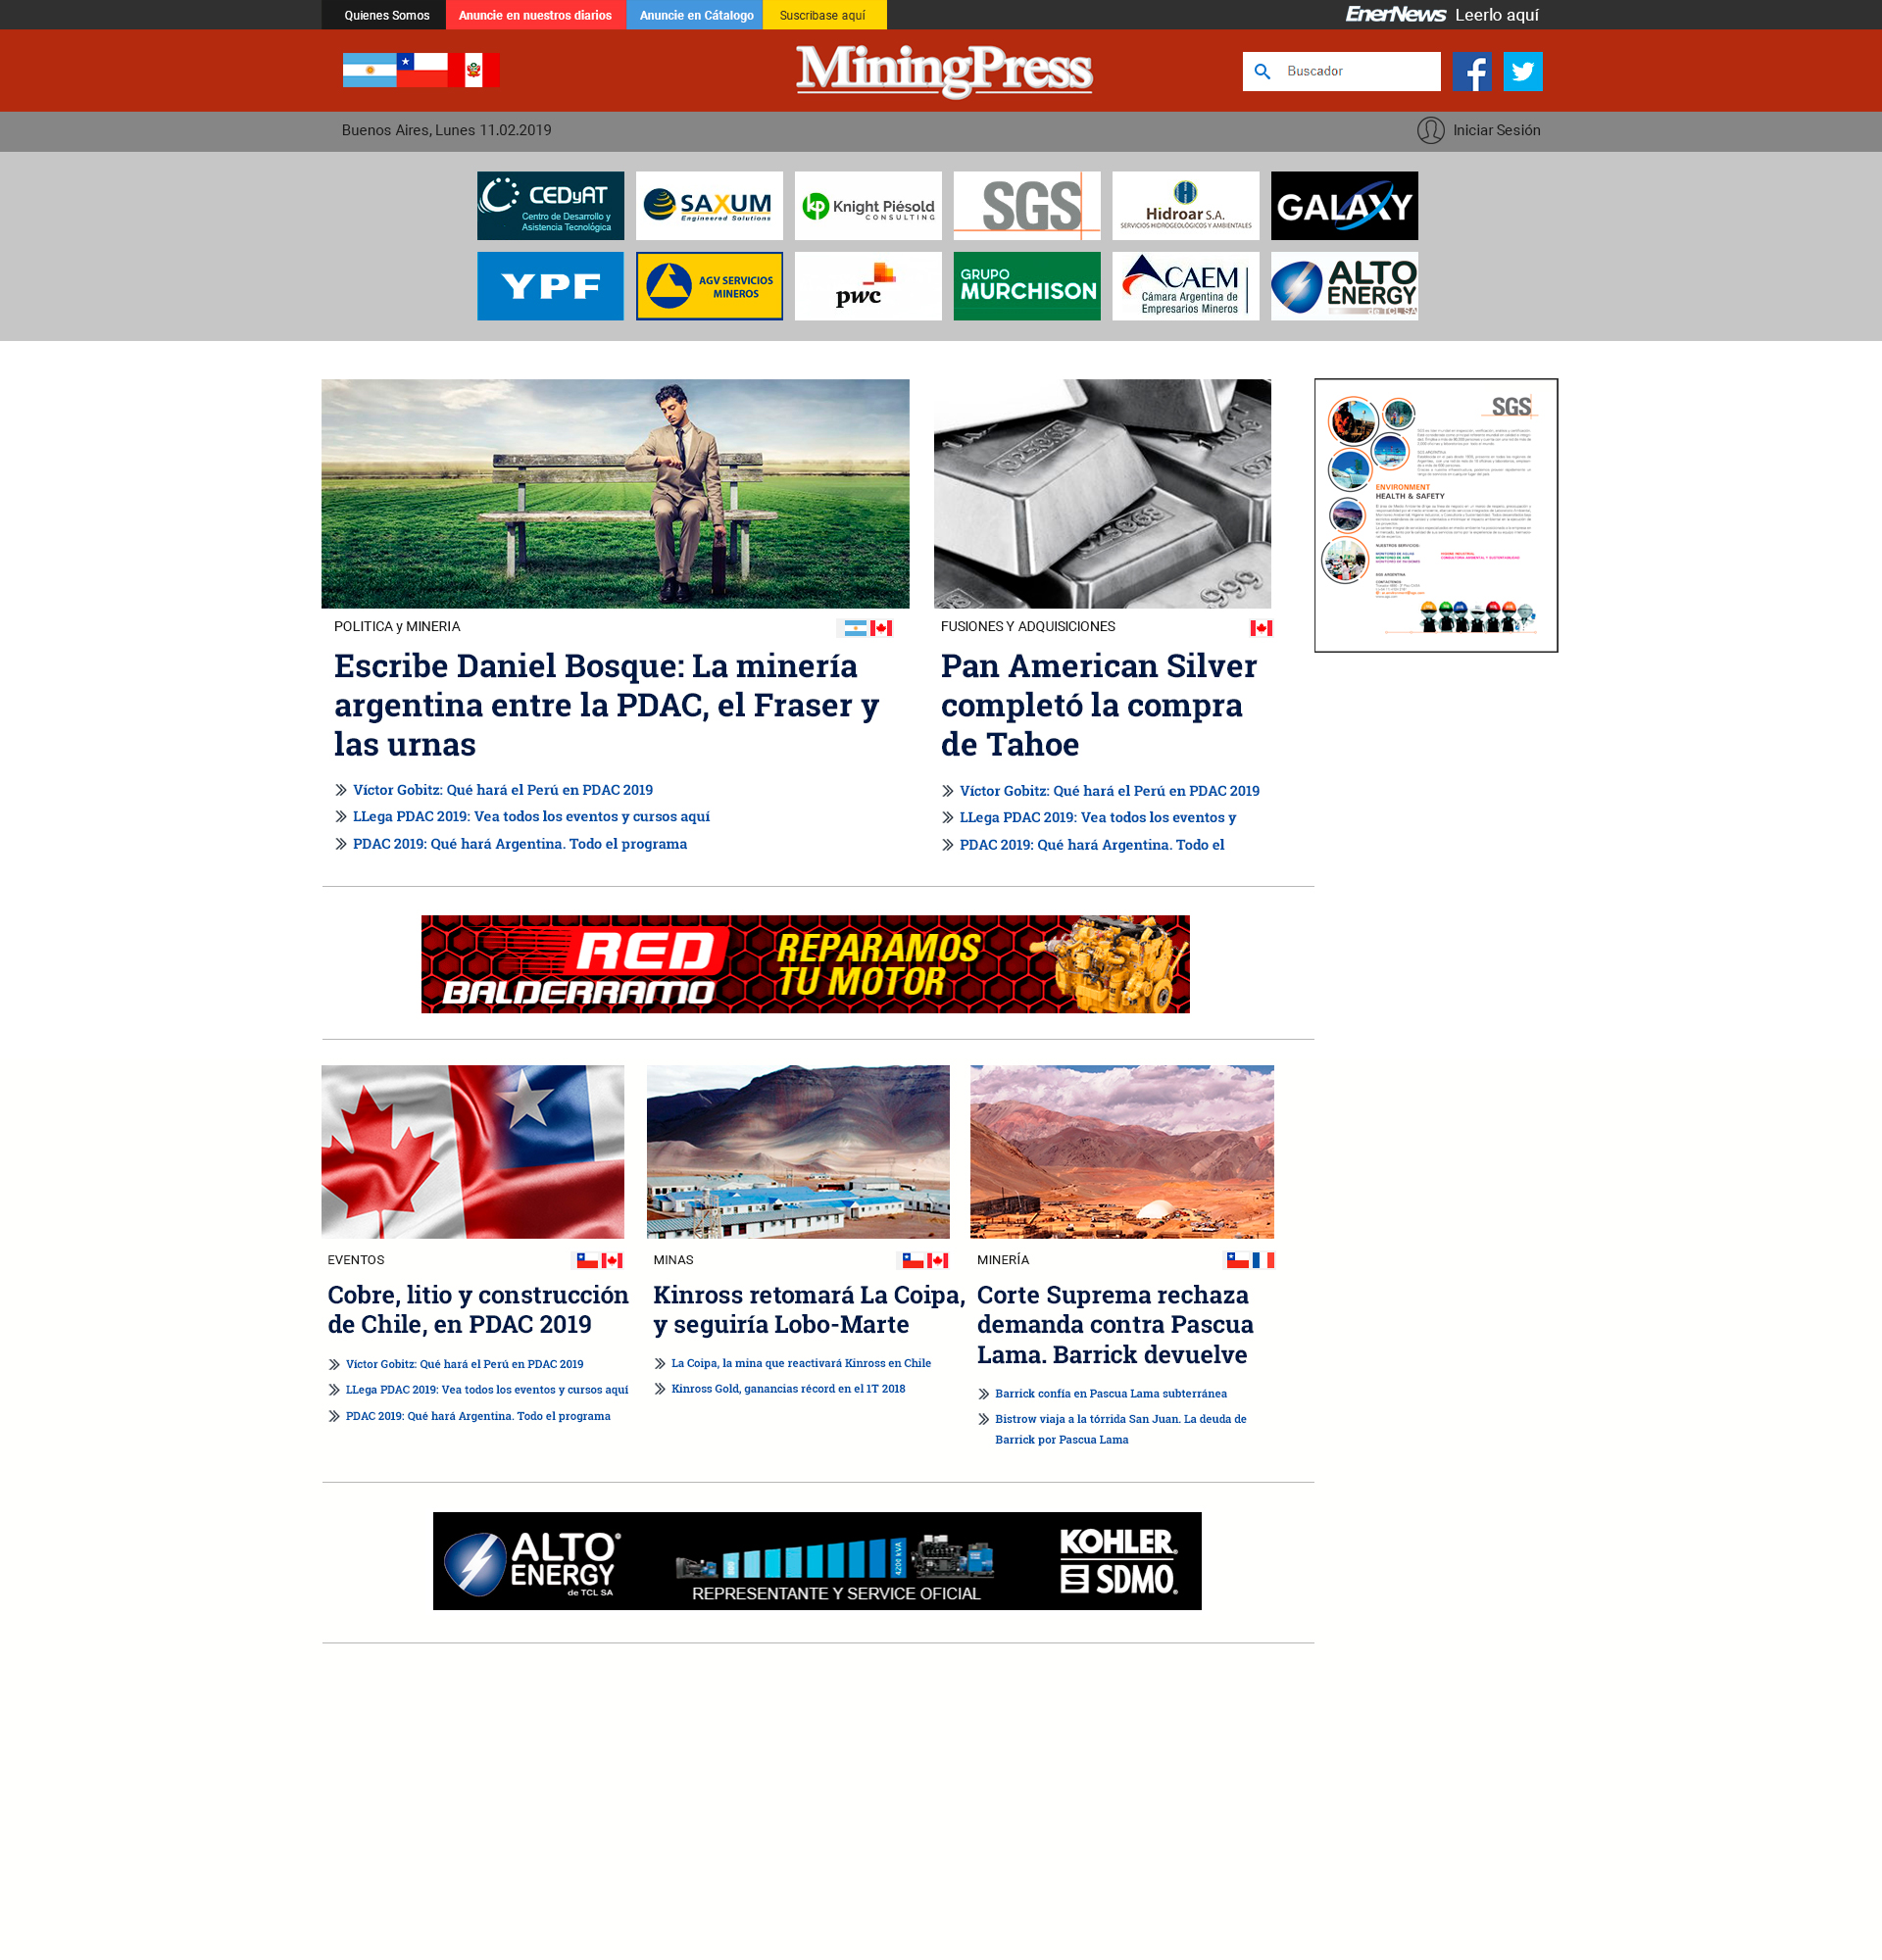 Quienes Somos
Anuncie en nuestros diarios
Anuncie en Cátalogo
Suscribase aquí
EnerNews Leerlo aquí
MiningPress
Buscador
Buenos Aires, Lunes 11.02.2019
Iniciar Sesión
CEDyAT
Centro de Desarrollo y
Asistencia Tecnológica
SAXUM
Engineered Solutions
kp Knight Piésold
CONSULTING
SGS
Hidroar S.A.
SERVICIOS HIDROGEOLÓGICOS Y AMBIENTALES
GALAXY
YPF
AGV SERVICIOS
MINEROS
pwc
GRUPO
MURCHISON
CAEM
Cámara Argentina de
Empresarios Mineros
ALTO
ENERGY
de TCL SA
OPENSSO
999
SGS
ENVIRONMENT
HEALTH & SAFETY
NUESTROS SERVICIOS:
SGS ARGENTINA
POLITICA y MINERIA
Escribe Daniel Bosque: La minería
argentina entre la PDAC, el Fraser y
las urnas
Víctor Gobitz: Qué hará el Perú en PDAC 2019
LLega PDAC 2019: Vea todos los eventos y cursos aquí
PDAC 2019: Qué hará Argentina. Todo el programa
FUSIONES Y ADQUISICIONES
Pan American Silver
completó la compra
de Tahoe
Víctor Gobitz: Qué hará el Perú en PDAC 2019
LLega PDAC 2019: Vea todos los eventos y
PDAC 2019: Qué hará Argentina. Todo el
RED
BALDERRAMO
REPARAMOS
TU MOTOR
EVENTOS
Cobre, litio y construcción
de Chile, en PDAC 2019
Víctor Gobitz: Qué hará el Perú en PDAC 2019
LLega PDAC 2019: Vea todos los eventos y cursos aquí
PDAC 2019: Qué hará Argentina. Todo el programa
MINAS
Kinross retomará La Coipa,
y seguiría Lobo-Marte
La Coipa, la mina que reactivará Kinross en Chile
Kinross Gold, ganancias récord en el 1T 2018
MINERÍA
Corte Suprema rechaza
demanda contra Pascua
Lama. Barrick devuelve
Barrick confía en Pascua Lama subterránea
Bistrow viaja a la tórrida San Juan. La deuda de
Barrick por Pascua Lama
ALTO
ENERGY
de TCL SA
4200 kVA
REPRESENTANTE Y SERVICE OFICIAL
KOHLER
SDMO